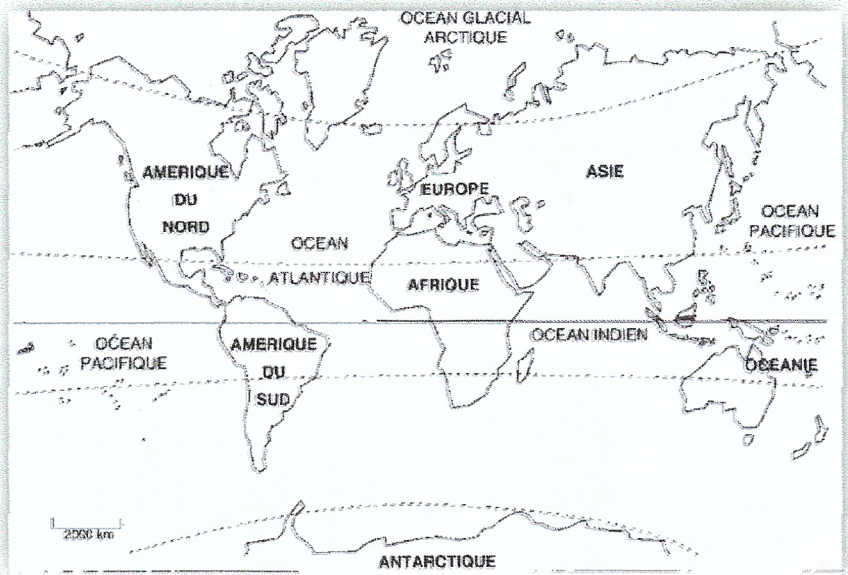 OCEAN GLACIAL
ARCTIQUE
AMERIQUE
DU
NORD
EUROPE
ASIE
OCEAN
PACIFIQUE
OCEAN
ATLANTIQUE
AFRIQUE
OCEAN
PACIFIQUE
AMERIQUE
DU
SUD
OCEAN INDIEN
OCEANIE
2000 km
ANTARCTIQUE